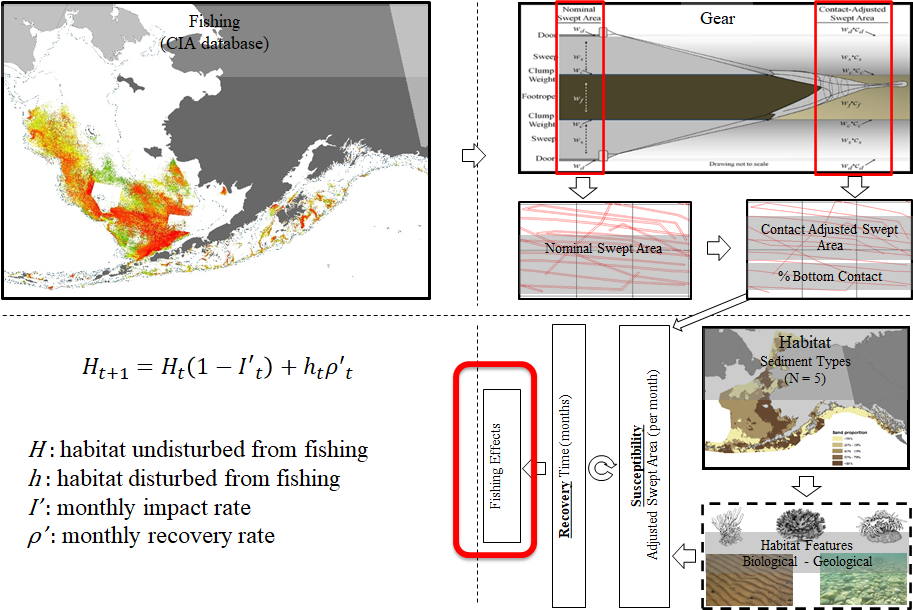 Fishing
(CIA database)
Gear
Nominal
Swept Area
Contact-Adjusted
Swept Area
Door
Sweep
Clump
Weight
Footrope
Clump
Weight
Sweep
Door
Drawing not to scale
Nominal Swept Area
Contact Adjusted Swept
Area
% Bottom Contact
H_{t+1} = H_t(1 − I′_t) + h_tρ′_t
H : habitat undisturbed from fishing
h : habitat disturbed from fishing
I′: monthly impact rate
ρ′: monthly recovery rate
Fishing Effects
Recovery Time (months)
Susceptibility
Adjusted Swept Area (per month)
Habitat
Sediment Types
(N = 5)
Sand proportion
Habitat Features
Biological - Geological